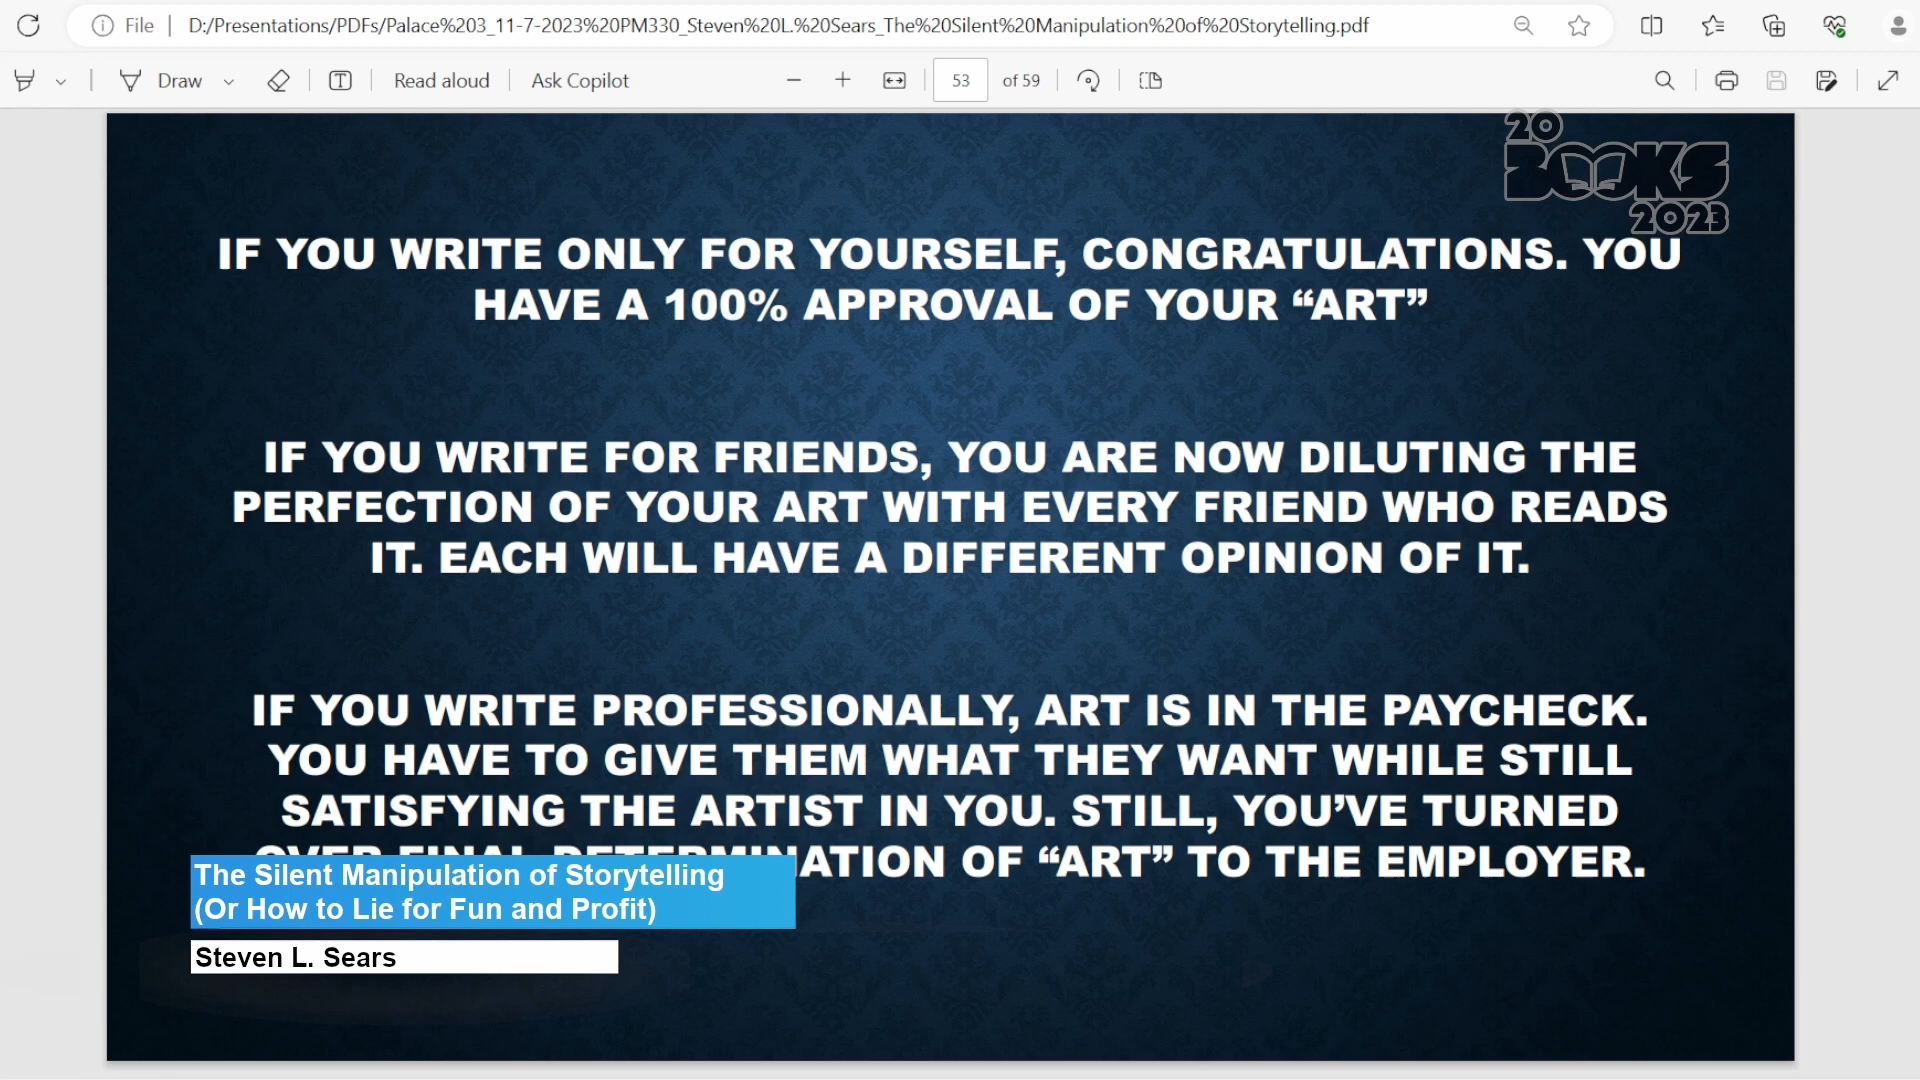 File
D:/Presentations/PDFs/Palace%203_11-7-2023%20PM330_Steven%20L.%20Sears_The%20Silent%20Manipulation%20of%20Storytelling.pdf
Draw
Read aloud
Ask Copilot
53 of 59
20
BOOKS
2023
IF YOU WRITE ONLY FOR YOURSELF, CONGRATULATIONS. YOU
HAVE A 100% APPROVAL OF YOUR “ART”
IF YOU WRITE FOR FRIENDS, YOU ARE NOW DILUTING THE
PERFECTION OF YOUR ART WITH EVERY FRIEND WHO READS
IT. EACH WILL HAVE A DIFFERENT OPINION OF IT.
IF YOU WRITE PROFESSIONALLY, ART IS IN THE PAYCHECK.
YOU HAVE TO GIVE THEM WHAT THEY WANT WHILE STILL
SATISFYING THE ARTIST IN YOU. STILL, YOU’VE TURNED
OVER FINAL DETERMINATION OF “ART” TO THE EMPLOYER.
The Silent Manipulation of Storytelling
(Or How to Lie for Fun and Profit)
Steven L. Sears